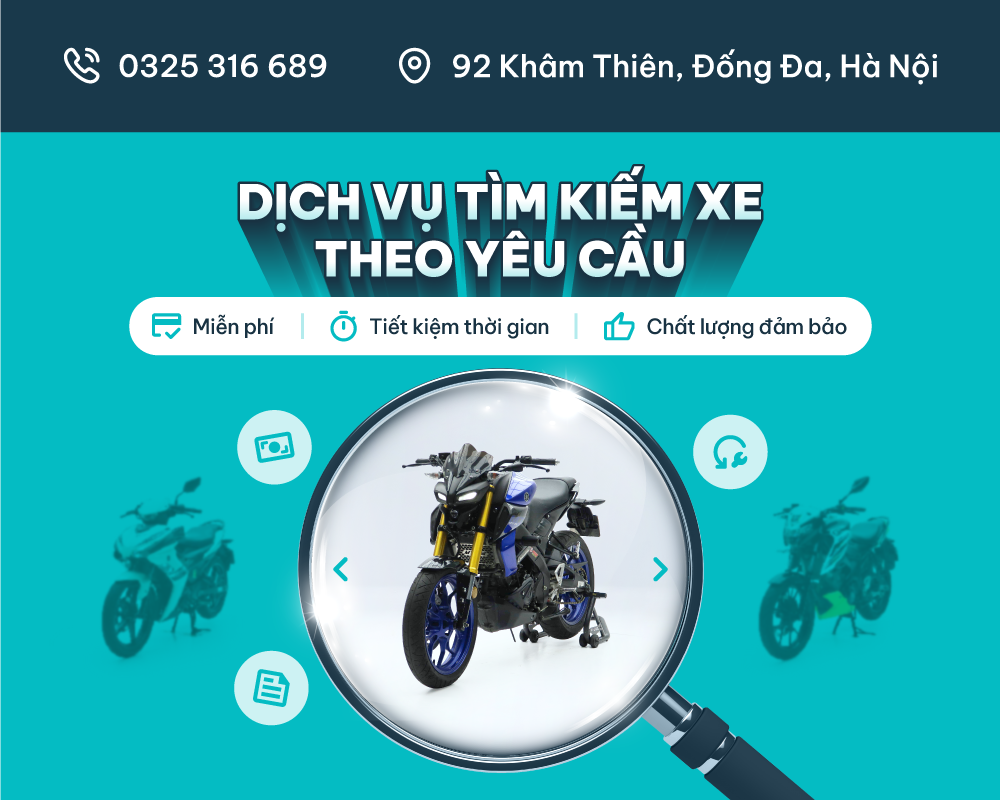 0325 316 689
92 Khâm Thiên, Đống Đa, Hà Nội
DỊCH VỤ TÌM KIẾM XE
THEO YÊU CẦU
Miễn phí
Tiết kiệm thời gian
Chất lượng đảm bảo